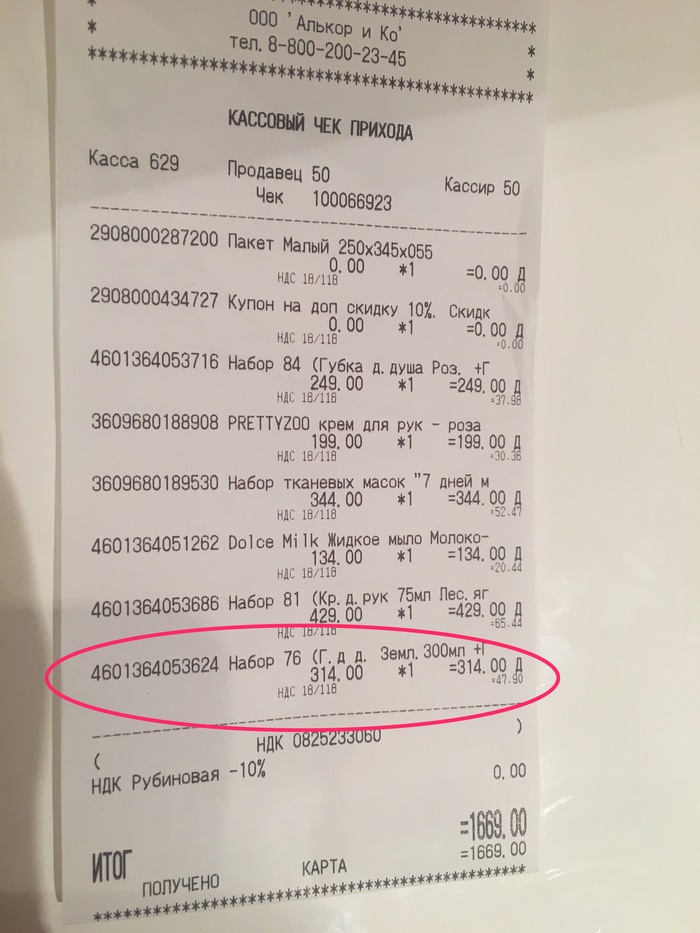 ************************************
* ООО 'Алькор и Ко' *
* тел. 8-800-200-23-45 *
************************************
КАССОВЫЙ ЧЕК ПРИХОДА
Касса 629 Продавец 50 Кассир 50
Чек 100066923
2908000287200 Пакет Малый 250x345x055
0.00 *1 =0.00 Д
НДС 18/118 =0.00
2908000434727 Купон на доп скидку 10%. Скидк
0.00 *1 =0.00 Д
НДС 18/118 =0.00
4601364053716 Набор 84 (Губка д.душа Роз. +Г
249.00 *1 =249.00 Д
НДС 18/118 =37.98
3609680188908 PRETTYZOO крем для рук - роза
199.00 *1 =199.00 Д
НДС 18/118 =30.36
3609680189530 Набор тканевых масок "7 дней м
344.00 *1 =344.00 Д
НДС 18/118 =52.47
4601364051262 Dolce Milk Жидкое мыло Молоко-
134.00 *1 =134.00 Д
НДС 18/118 =20.44
4601364053686 Набор 81 (Кр.д.рук 75мл Лес.яг
429.00 *1 =429.00 Д
НДС 18/118 =65.44
4601364053624 Набор 76 (Г.д.д. Земл.300мл +Г
314.00 *1 =314.00 Д
НДС 18/118 =47.90
( НДК 0825233060 )
НДК Рубиновая -10% 0.00
ИТОГ =1669.00
ПОЛУЧЕНО КАРТА =1669.00
************************************